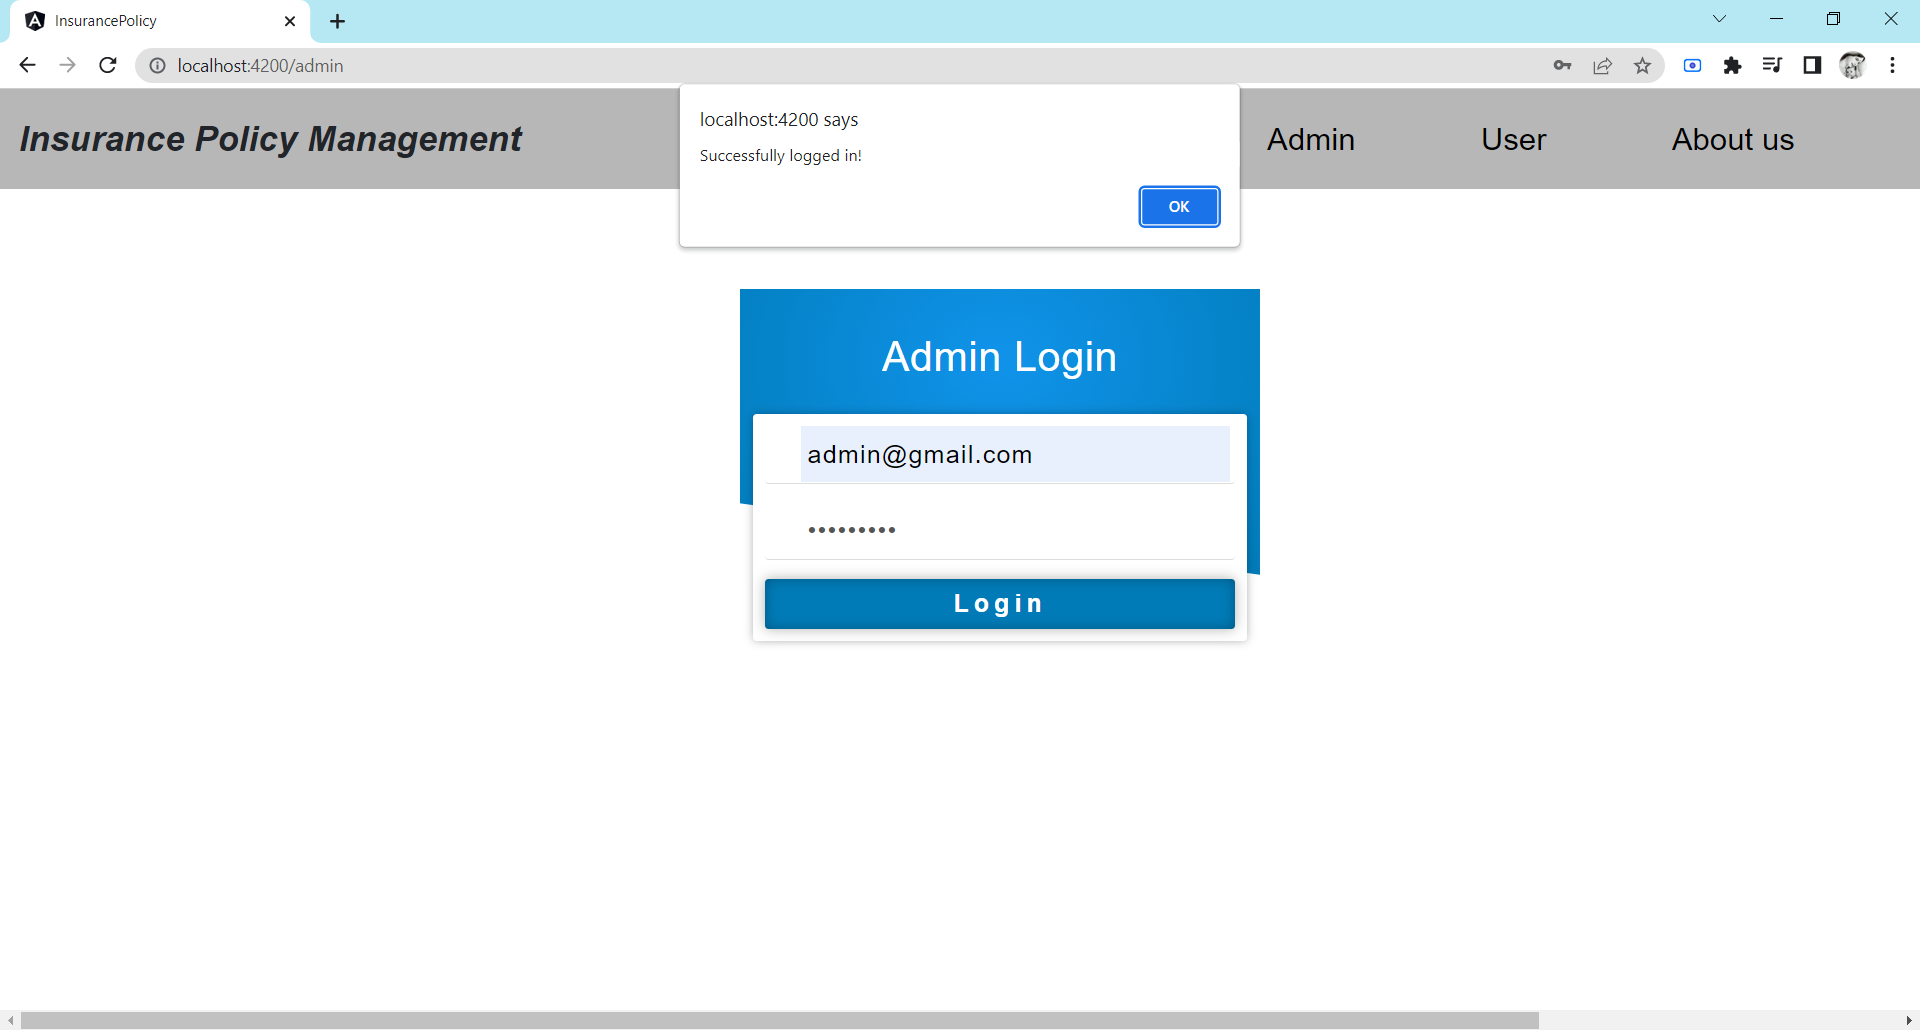 InsurancePolicy
localhost:4200/admin
Insurance Policy Management
localhost:4200 says
Successfully logged in!
OK
Admin
User
About us
Admin Login
admin@gmail.com
•••••••••
Login